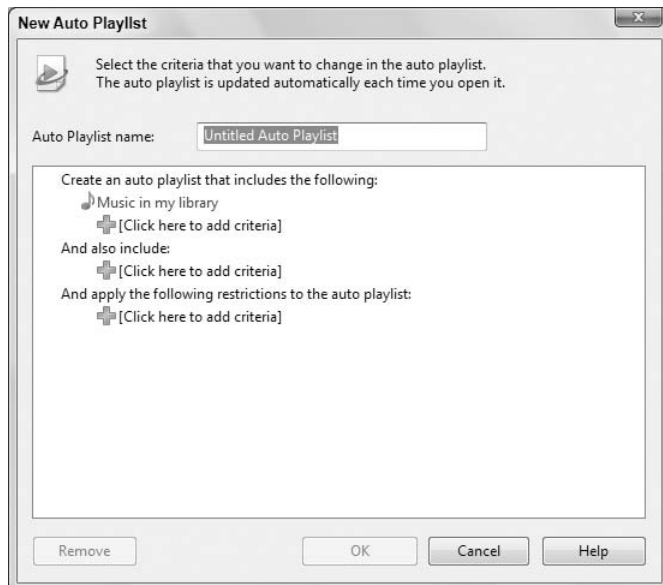 New Auto Playlist
Select the criteria that you want to change in the auto playlist.
The auto playlist is updated automatically each time you open it.
Auto Playlist name:
Untitled Auto Playlist
Create an auto playlist that includes the following:
Music in my library
[Click here to add criteria]
And also include:
[Click here to add criteria]
And apply the following restrictions to the auto playlist:
[Click here to add criteria]
Remove
OK
Cancel
Help